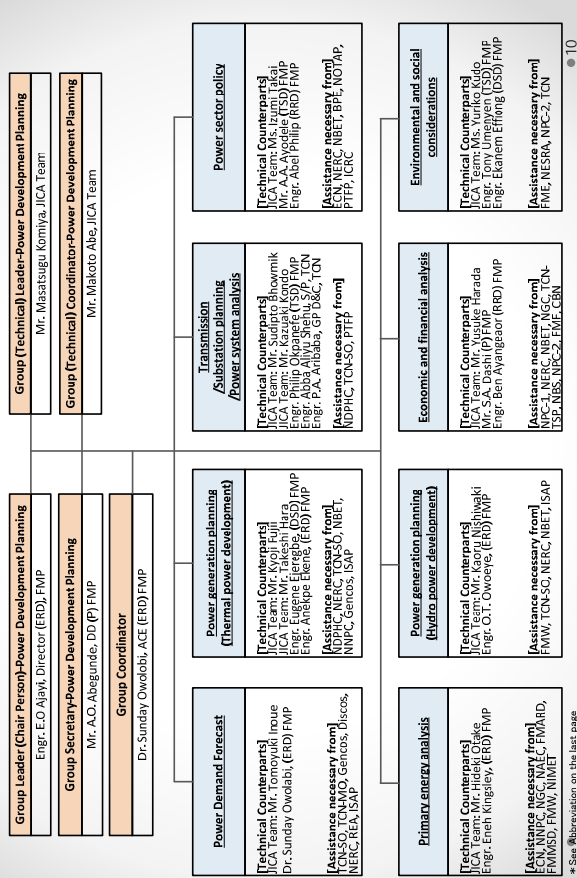 Group Leader (Chair Person)-Power Development Planning
Engr. E.O Ajayi, Director (ERD), FMP
Group Secretary-Power Development Planning
Mr. A.O. Abegunde, DD (P) FMP
Group Coordinator
Dr. Sunday Owolobi, ACE (ERD) FMP
Group (Technical) Leader-Power Development Planning
Mr. Masatsugu Komiya, JICA Team
Group (Technical) Coordinator-Power Development Planning
Mr. Makoto Abe, JICA Team
Power Demand Forecast
[Technical Counterparts]
JICA Team: Mr. Tomoyuki Inoue
Dr. Sunday Owolabi, (ERD) FMP
[Assistance necessary from]
TCN-SO, TCN-MO, Gencos, Discos,
NERC, REA, ISAP
Power generation planning
(Thermal power development)
[Technical Counterparts]
JICA Team: Mr. Kyoji Fujii
JICA Team: Mr. Takeshi Hara
Engr. Eugene Ejeregbe, (DSD) FMP
Engr. Anekpe Ekene, (ERD) FMP
[Assistance necessary from]
NDPHC, NERC, TCN-SO, NBET,
NNPC, Gencos, ISAP
Transmission
/Substation planning
/Power system analysis
[Technical Counterparts]
JICA Team: Mr. Sudipto Bhowmik
JICA Team: Mr. Kazuki Kondo
Engr. Philip Okpanefe (TSD) FMP
Engr. Abba Aliyu Shehu, S/P, TCN
Engr. P.A. Aribaba, GP D&C, TCN
[Assistance necessary from]
NDPHC, TCN-SO, PTFP
Power sector policy
[Technical Counterparts]
JICA Team: Ms. Izumi Takai
Mr. A.A. Ayodele (TSD) FMP
Engr. Abel Philip (RRD) FMP
[Assistance necessary from]
ECN, NERC, NBET, BPE, NOTAP,
PTFP, ICRC
Primary energy analysis
[Technical Counterparts]
JICA Team: Mr. Hideki Otake
Engr. Eneh Kingsley, (ERD) FMP
[Assistance necessary from]
ECN, NNPC, NGC, NAEC, FMARD,
FMMSD, FMW, NIMET
Power generation planning
(Hydro power development)
[Technical Counterparts]
JICA Team: Mr. Kaoru Nishiwaki
Engr. O.T. Owoeye, (ERD) FMP
[Assistance necessary from]
FMW, TCN-SO, NERC, NBET, ISAP
Economic and financial analysis
[Technical Counterparts]
JICA Team: Mr. Yusuke Harada
Mr. S.A. Dashi (P) FMP
Engr. Ben Ayangeaor (RRD) FMP
[Assistance necessary from]
NPC-1, NERC, NBET, NGC, TCN-
TSP, NBS, NPC-2, FMF, CBN
Environmental and social
considerations
[Technical Counterparts]
JICA Team: Ms. Yuriko Kudo
Engr. Tony Umenyen (TSD) FMP
Engr. Ekanem Effiong (DSD) FMP
[Assistance necessary from]
FME, NESRA, NPC-2, TCN
* See Abbreviation on the last page
10